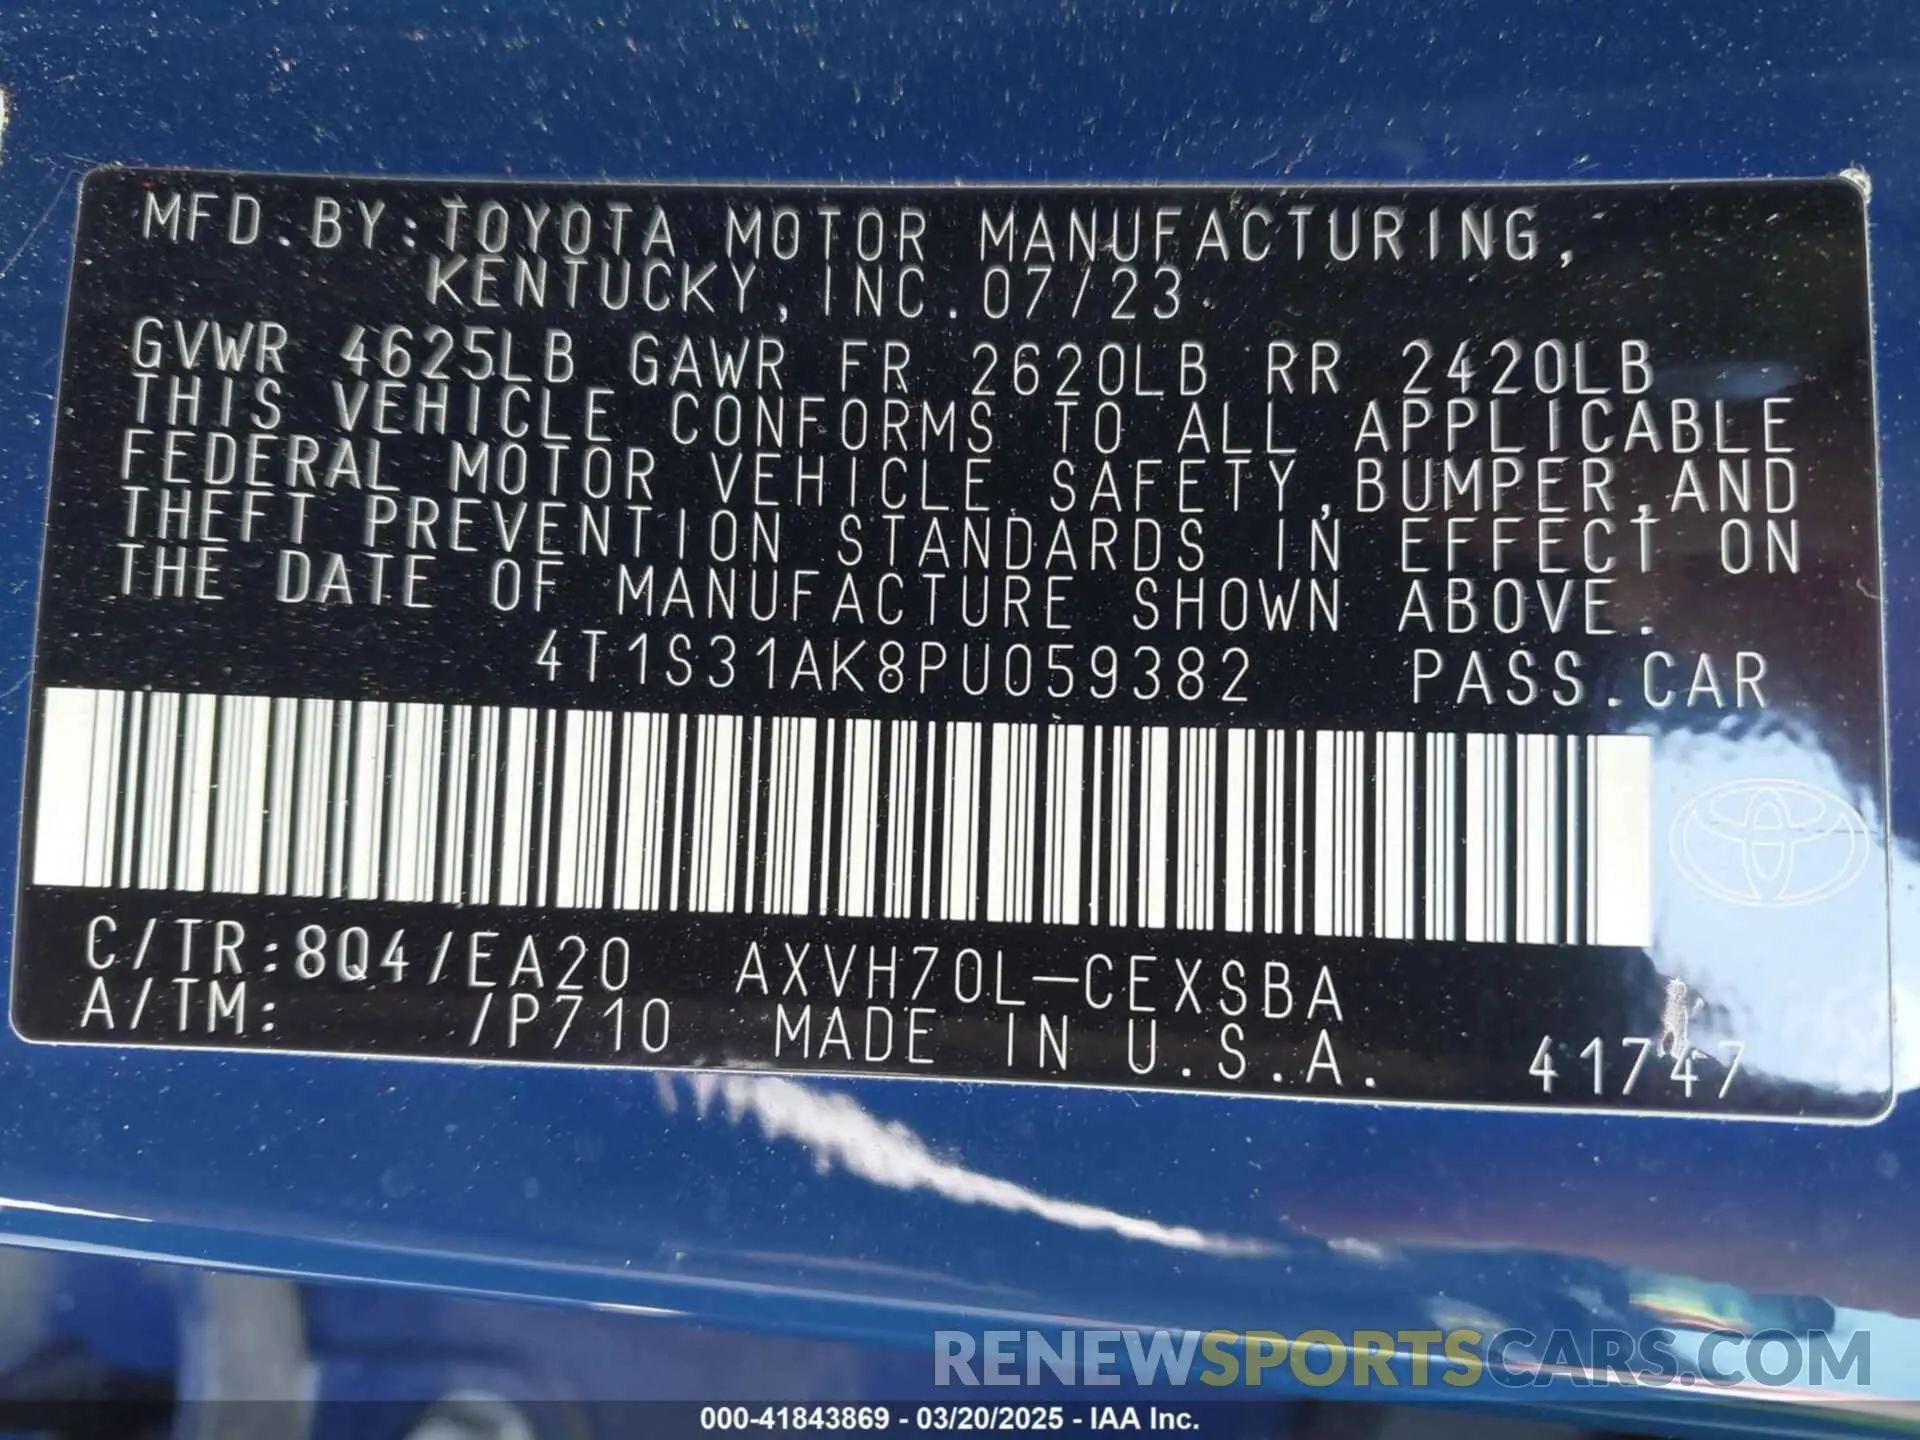 MFD.BY:TOYOTA MOTOR MANUFACTURING,
KENTUCKY,INC.07/23
GVWR 4625LB GAWR FR 2620LB RR 2420LB
THIS VEHICLE CONFORMS TO ALL APPLICABLE
FEDERAL MOTOR VEHICLE SAFETY,BUMPER,AND
THEFT PREVENTION STANDARDS IN EFFECT ON
THE DATE OF MANUFACTURE SHOWN ABOVE.
4T1S31AK8PU059382 PASS.CAR
C/TR:8Q4/EA20 AXVH70L-CEXSBA
A/TM: /P710 MADE IN U.S.A. 41747
RENEWSPORTSCARS.COM
000-41843869 - 03/20/2025 - IAA Inc.